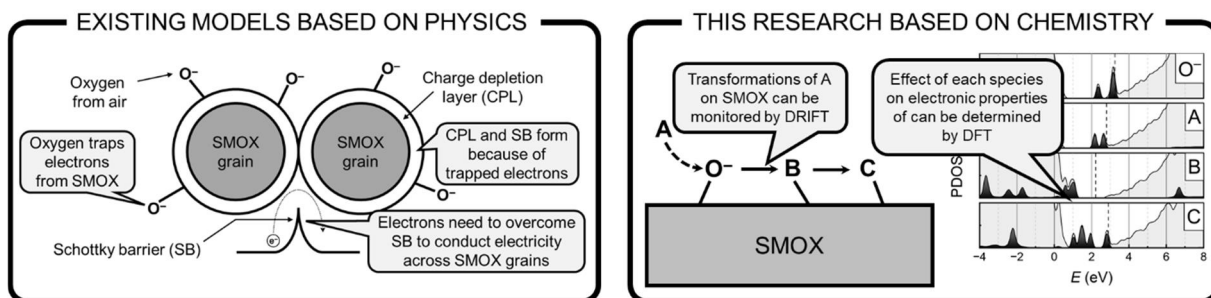 EXISTING MODELS BASED ON PHYSICS
Oxygen
from air
O⁻
O⁻
O⁻
O⁻
SMOX
grain
SMOX
grain
Charge depletion
layer (CPL)
Oxygen traps
electrons
from SMOX
CPL and SB form
because of
trapped electrons
Schottky barrier (SB)
e⁻
Electrons need to overcome
SB to conduct electricity
across SMOX grains
THIS RESEARCH BASED ON CHEMISTRY
Transformations of A
on SMOX can be
monitored by DRIFT
Effect of each species
on electronic properties
of can be determined
by DFT
A
O⁻
B
C
SMOX
PDOS
O⁻
A
B
C
−4
−2
0
2
4
6
8
E (eV)